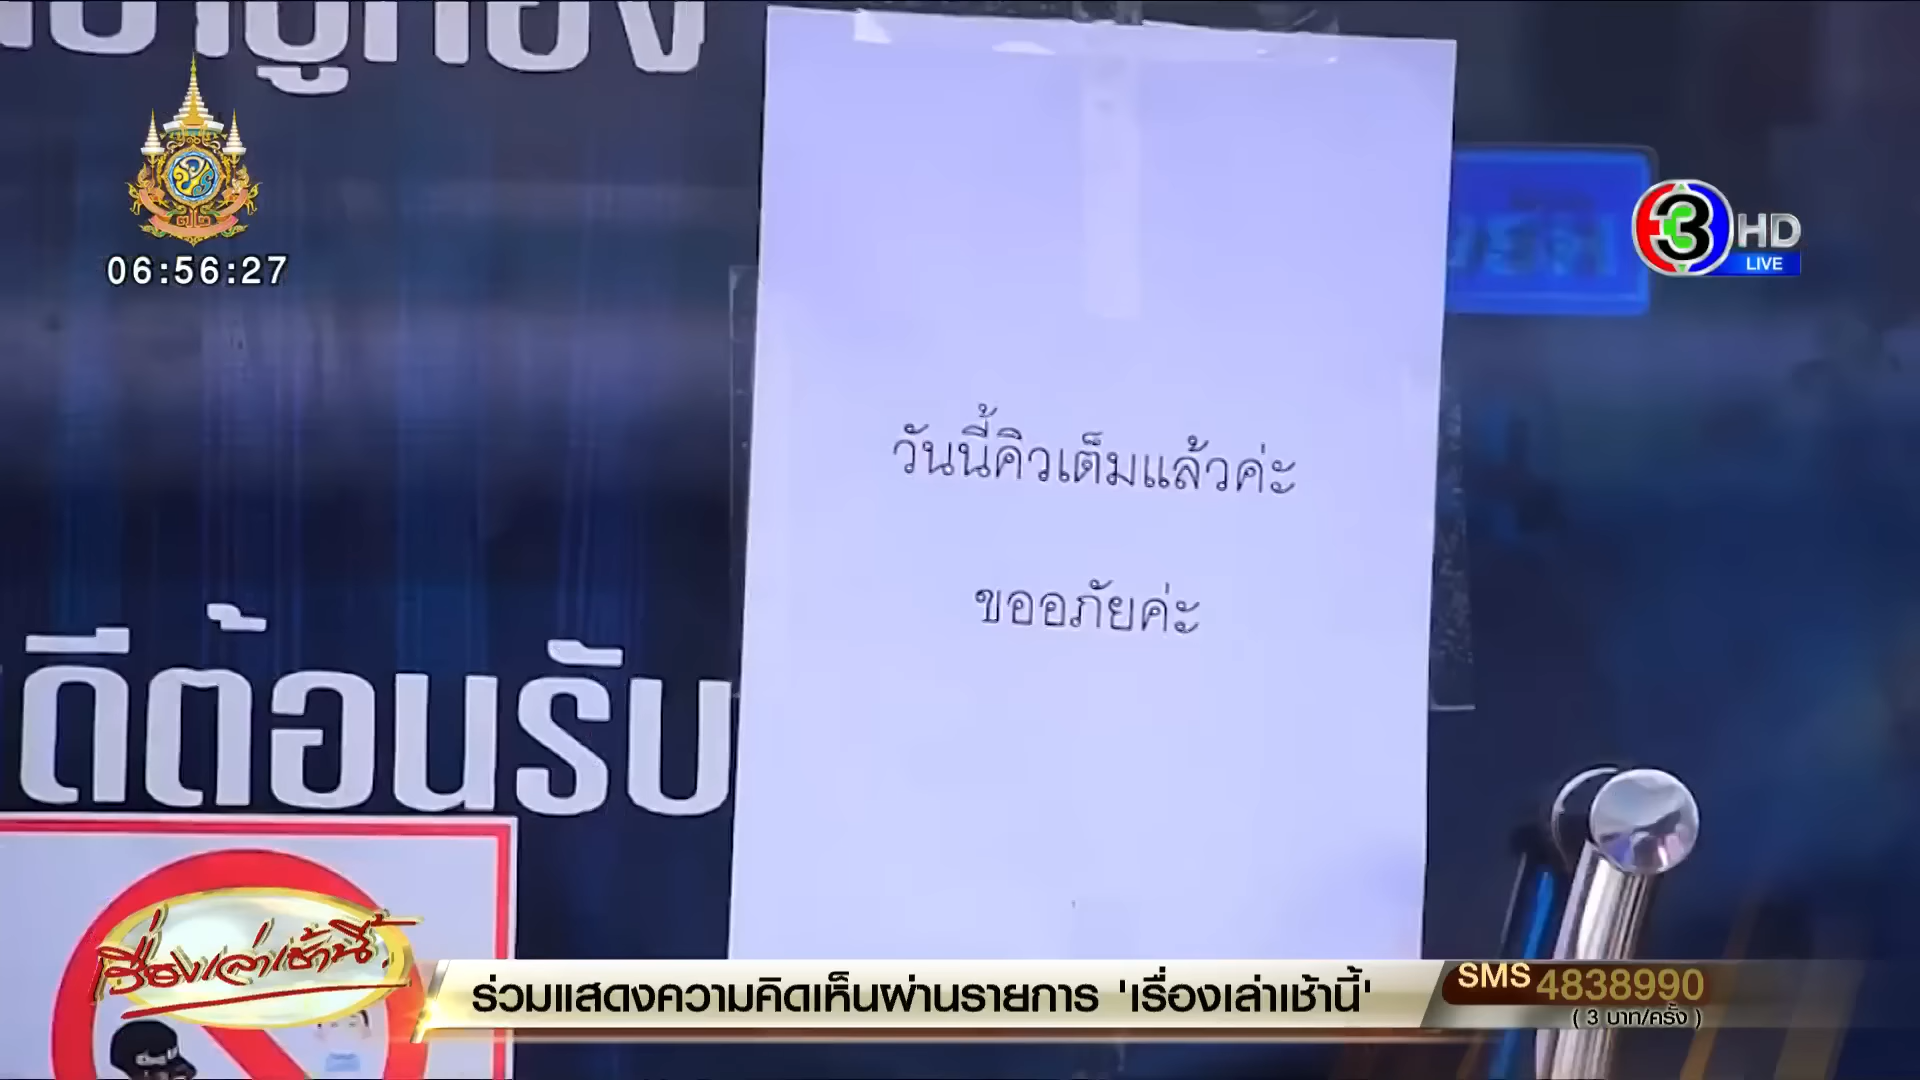 06:56:27
3 HD
LIVE
วันนี้คิวเต็มแล้วค่ะ
ขออภัยค่ะ
ดีต้อนรับ
เรื่องเล่าเช้านี้
ร่วมแสดงความคิดเห็นผ่านรายการ 'เรื่องเล่าเช้านี้'
SMS 4838990
( 3 บาท/ครั้ง )